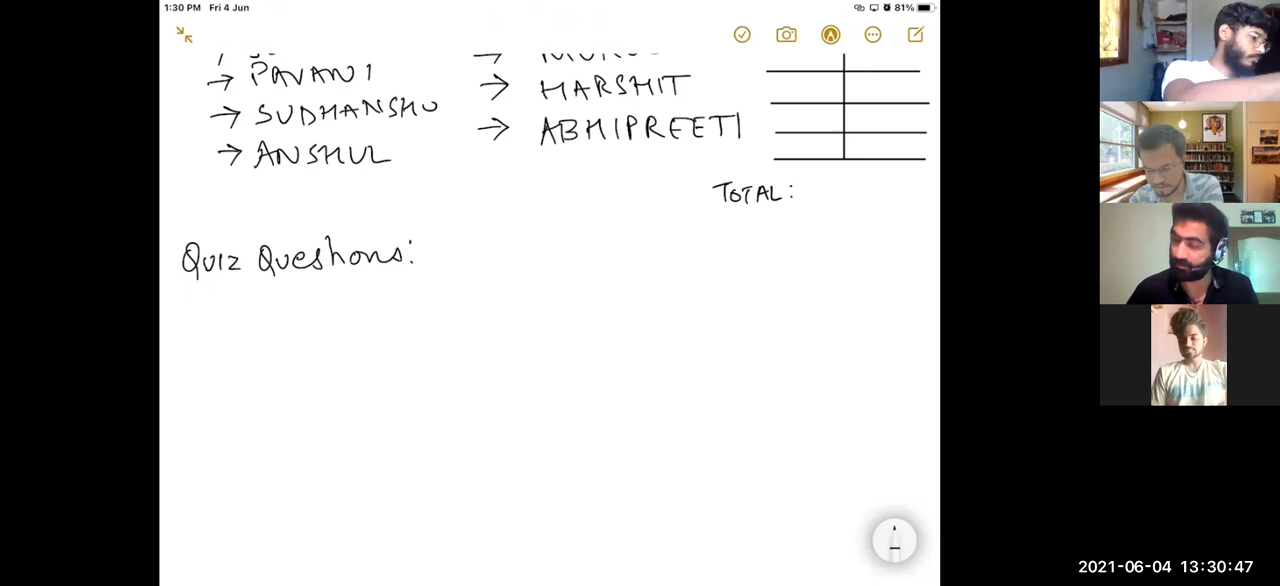 1:30 PM Fri 4 Jun 81%
→ PAVANI
→ HARSHIT
→ SUDHANSHU
→ ABHIPREETI
→ ANSHUL
TOTAL:
Quiz Questions:
2021-06-04 13:30:47